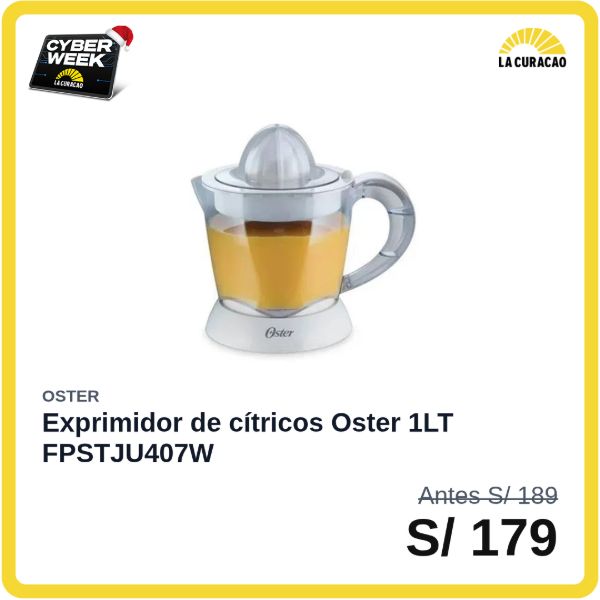 CYBER
WEEK
LA CURACAO
LA CURACAO
Oster
OSTER
Exprimidor de cítricos Oster 1LT
FPSTJU407W
Antes S/ 189
S/ 179